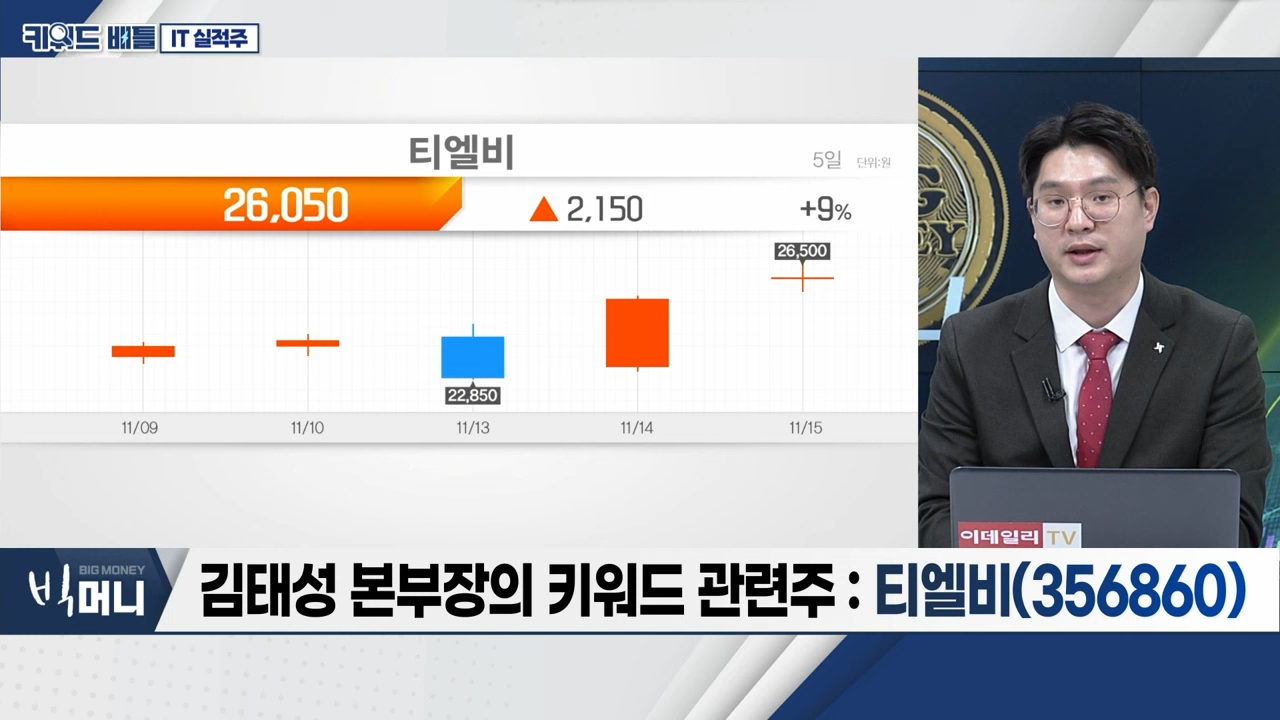 키워드 배틀 IT 실적주
티엘비
5일 단위:원
26,050 ▲ 2,150 +9%
26,500
22,850
11/09 11/10 11/13 11/14 11/15
이데일리 TV
BIG MONEY
빅머니
김태성 본부장의 키워드 관련주 : 티엘비(356860)